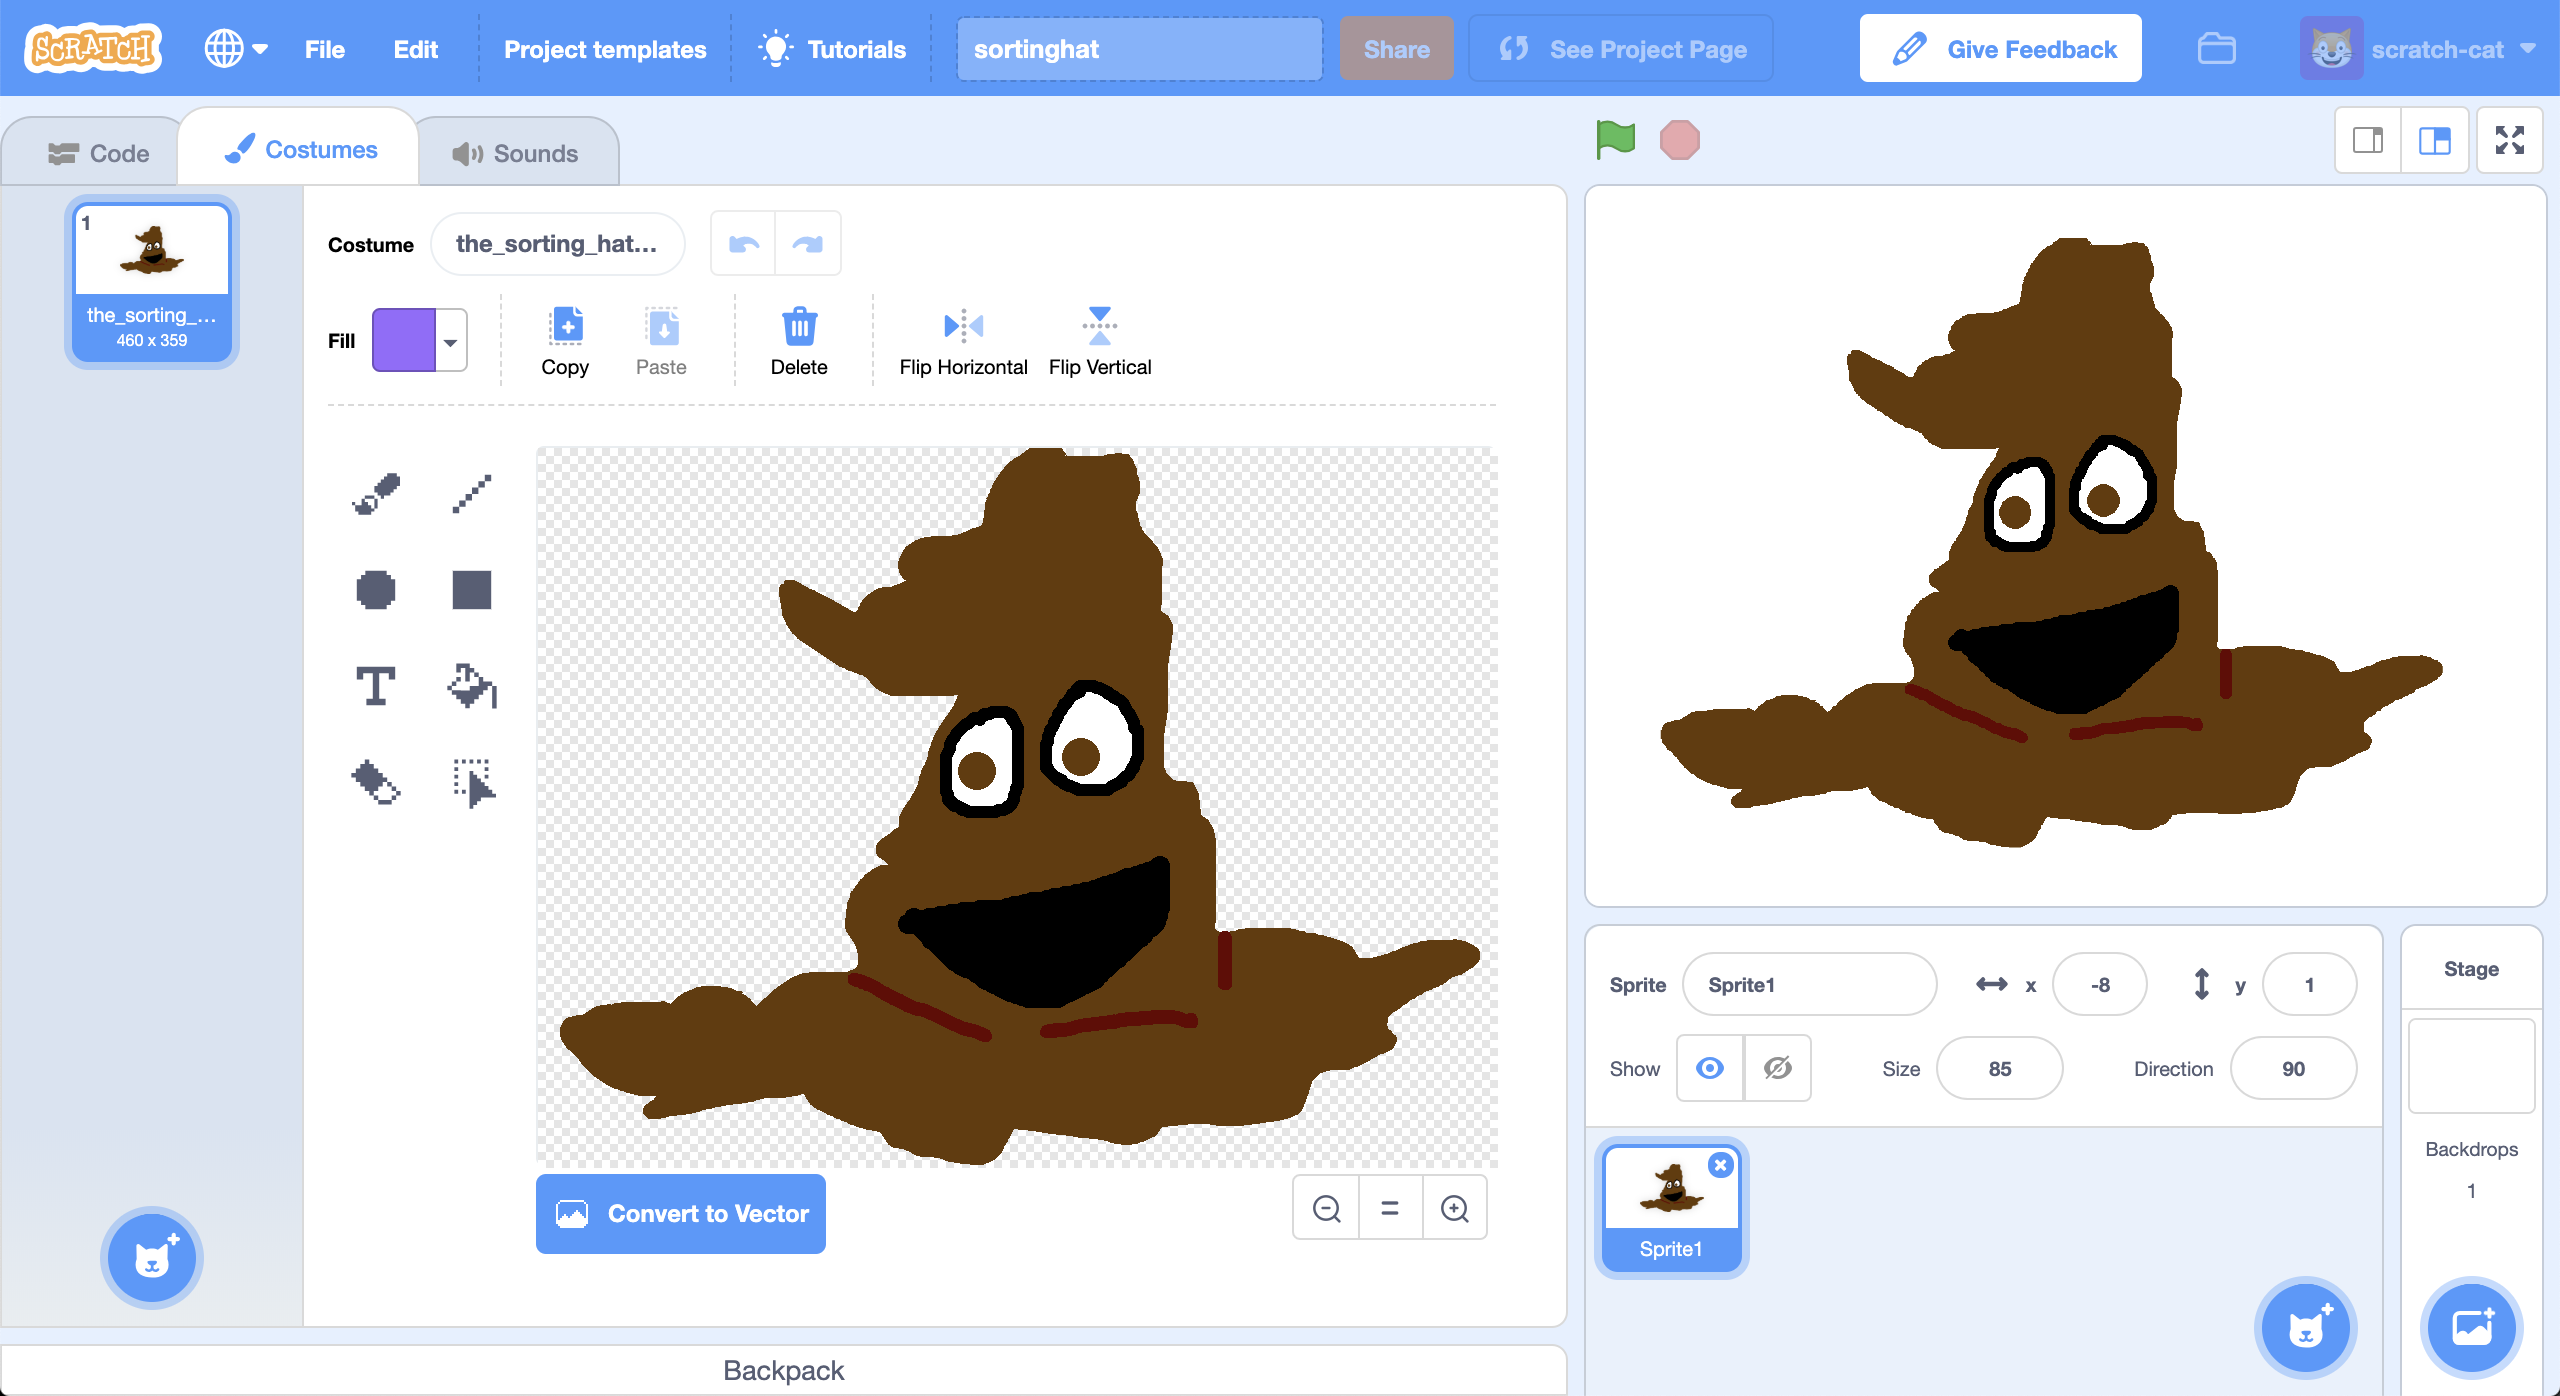 SCRATCH File Edit Project templates Tutorials sortinghat Share See Project Page Give Feedback scratch-cat
Code Costumes Sounds
1
the_sorting_...
460 x 359
Costume the_sorting_hat...
Fill Copy Paste Delete Flip Horizontal Flip Vertical
T
Convert to Vector
Backpack
Sprite Sprite1 x -8 y 1
Show Size 85 Direction 90
Sprite1
Stage
Backdrops
1